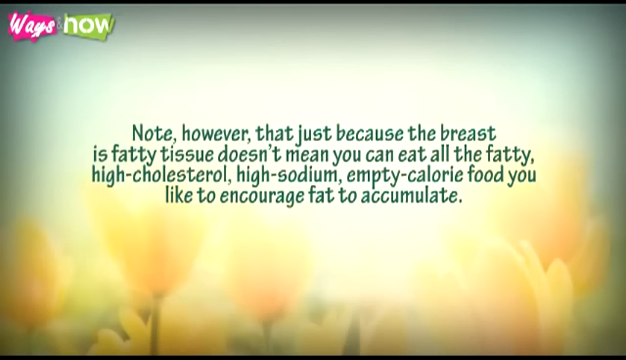 Ways & how
Note, however, that just because the breast
is fatty tissue doesn't mean you can eat all the fatty,
high-cholesterol, high-sodium, empty-calorie food you
like to encourage fat to accumulate.